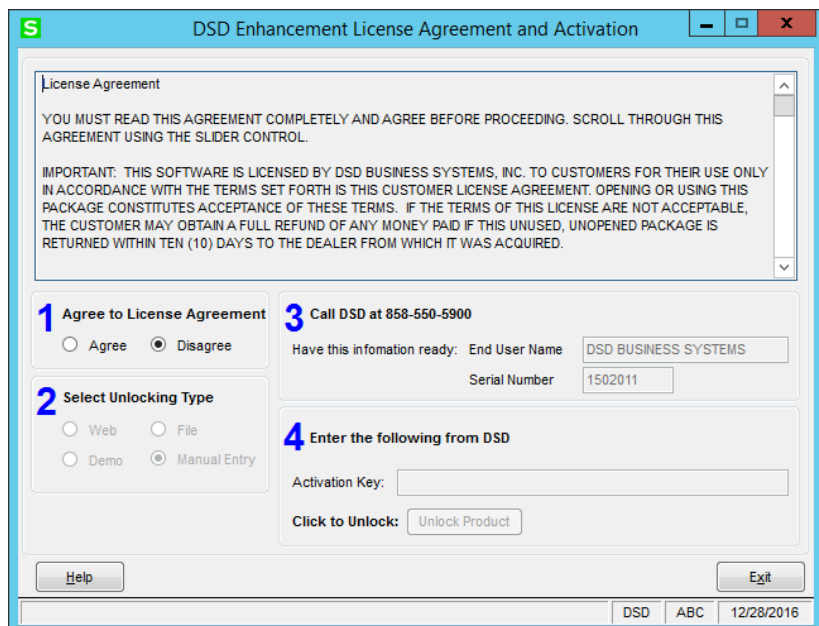 S
DSD Enhancement License Agreement and Activation
License Agreement
YOU MUST READ THIS AGREEMENT COMPLETELY AND AGREE BEFORE PROCEEDING. SCROLL THROUGH THIS
AGREEMENT USING THE SLIDER CONTROL.
IMPORTANT: THIS SOFTWARE IS LICENSED BY DSD BUSINESS SYSTEMS, INC. TO CUSTOMERS FOR THEIR USE ONLY
IN ACCORDANCE WITH THE TERMS SET FORTH IS THIS CUSTOMER LICENSE AGREEMENT. OPENING OR USING THIS
PACKAGE CONSTITUTES ACCEPTANCE OF THESE TERMS. IF THE TERMS OF THIS LICENSE ARE NOT ACCEPTABLE,
THE CUSTOMER MAY OBTAIN A FULL REFUND OF ANY MONEY PAID IF THIS UNUSED, UNOPENED PACKAGE IS
RETURNED WITHIN TEN (10) DAYS TO THE DEALER FROM WHICH IT WAS ACQUIRED.
1 Agree to License Agreement
Agree Disagree
2 Select Unlocking Type
Web File
Demo Manual Entry
3 Call DSD at 858-550-5900
Have this infomation ready: End User Name DSD BUSINESS SYSTEMS
Serial Number 1502011
4 Enter the following from DSD
Activation Key:
Click to Unlock: Unlock Product
Help Exit
DSD ABC 12/28/2016